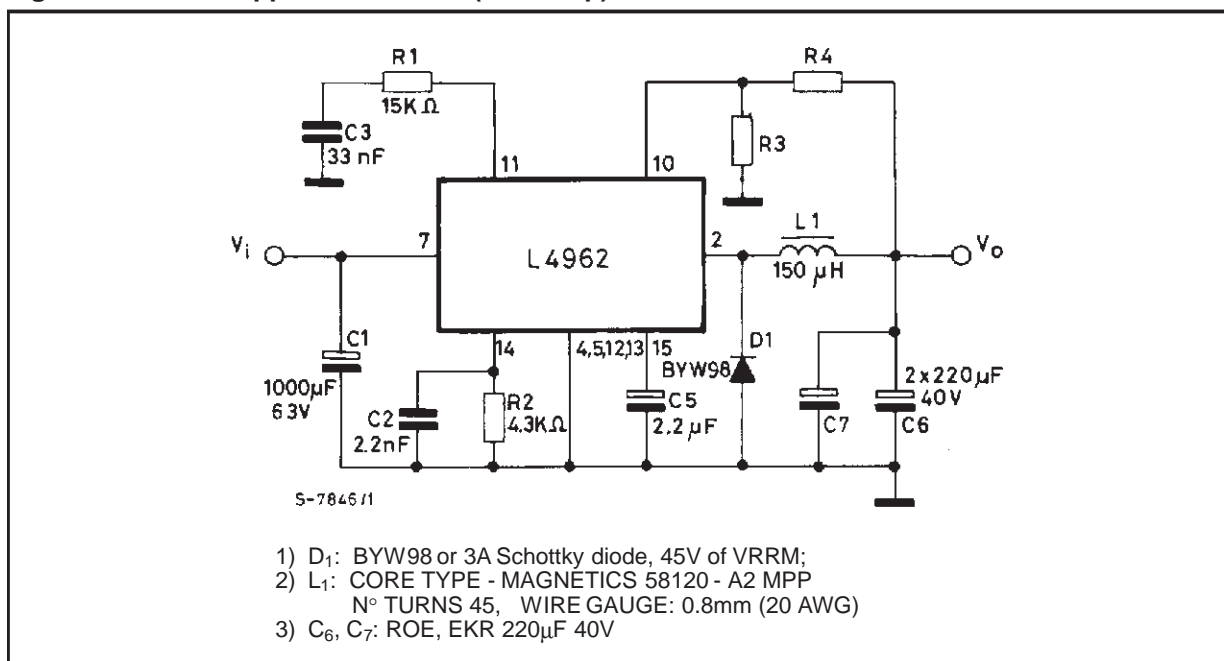 R1
15KΩ
C3
33 nF
11
10
R4
R3
Vi
7
L4962
2
L1
150 µH
Vo
14
4,5,12,13
15
C1
1000µF
63V
C2
2.2nF
R2
4.3KΩ
C5
2.2 µF
D1
BYW98
C7
2x220µF
40V
C6
S-7846/1
1) D1: BYW98 or 3A Schottky diode, 45V of VRRM;
2) L1: CORE TYPE - MAGNETICS 58120 - A2 MPP
N° TURNS 45, WIRE GAUGE: 0.8mm (20 AWG)
3) C6, C7: ROE, EKR 220µF 40V